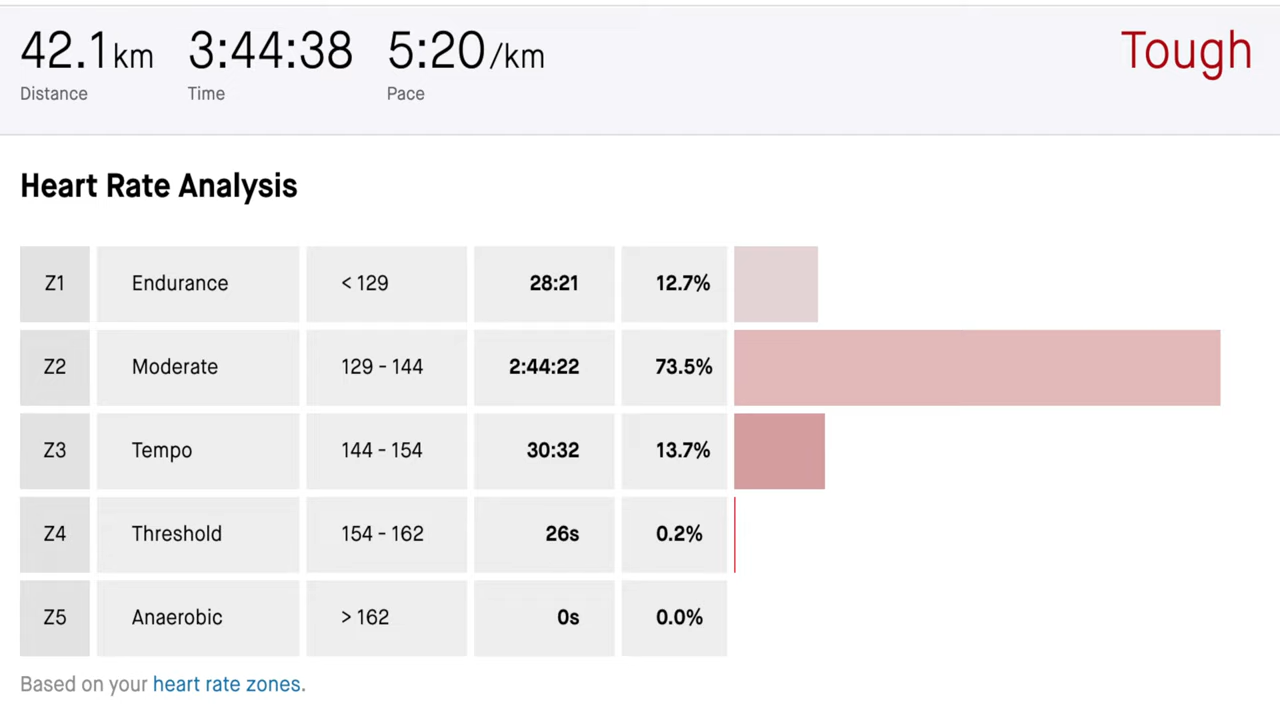 42.1 km 3:44:38 5:20 /km Tough
Distance Time Pace
Heart Rate Analysis
Z1 Endurance < 129 28:21 12.7%
Z2 Moderate 129 - 144 2:44:22 73.5%
Z3 Tempo 144 - 154 30:32 13.7%
Z4 Threshold 154 - 162 26s 0.2%
Z5 Anaerobic > 162 0s 0.0%
Based on your heart rate zones.